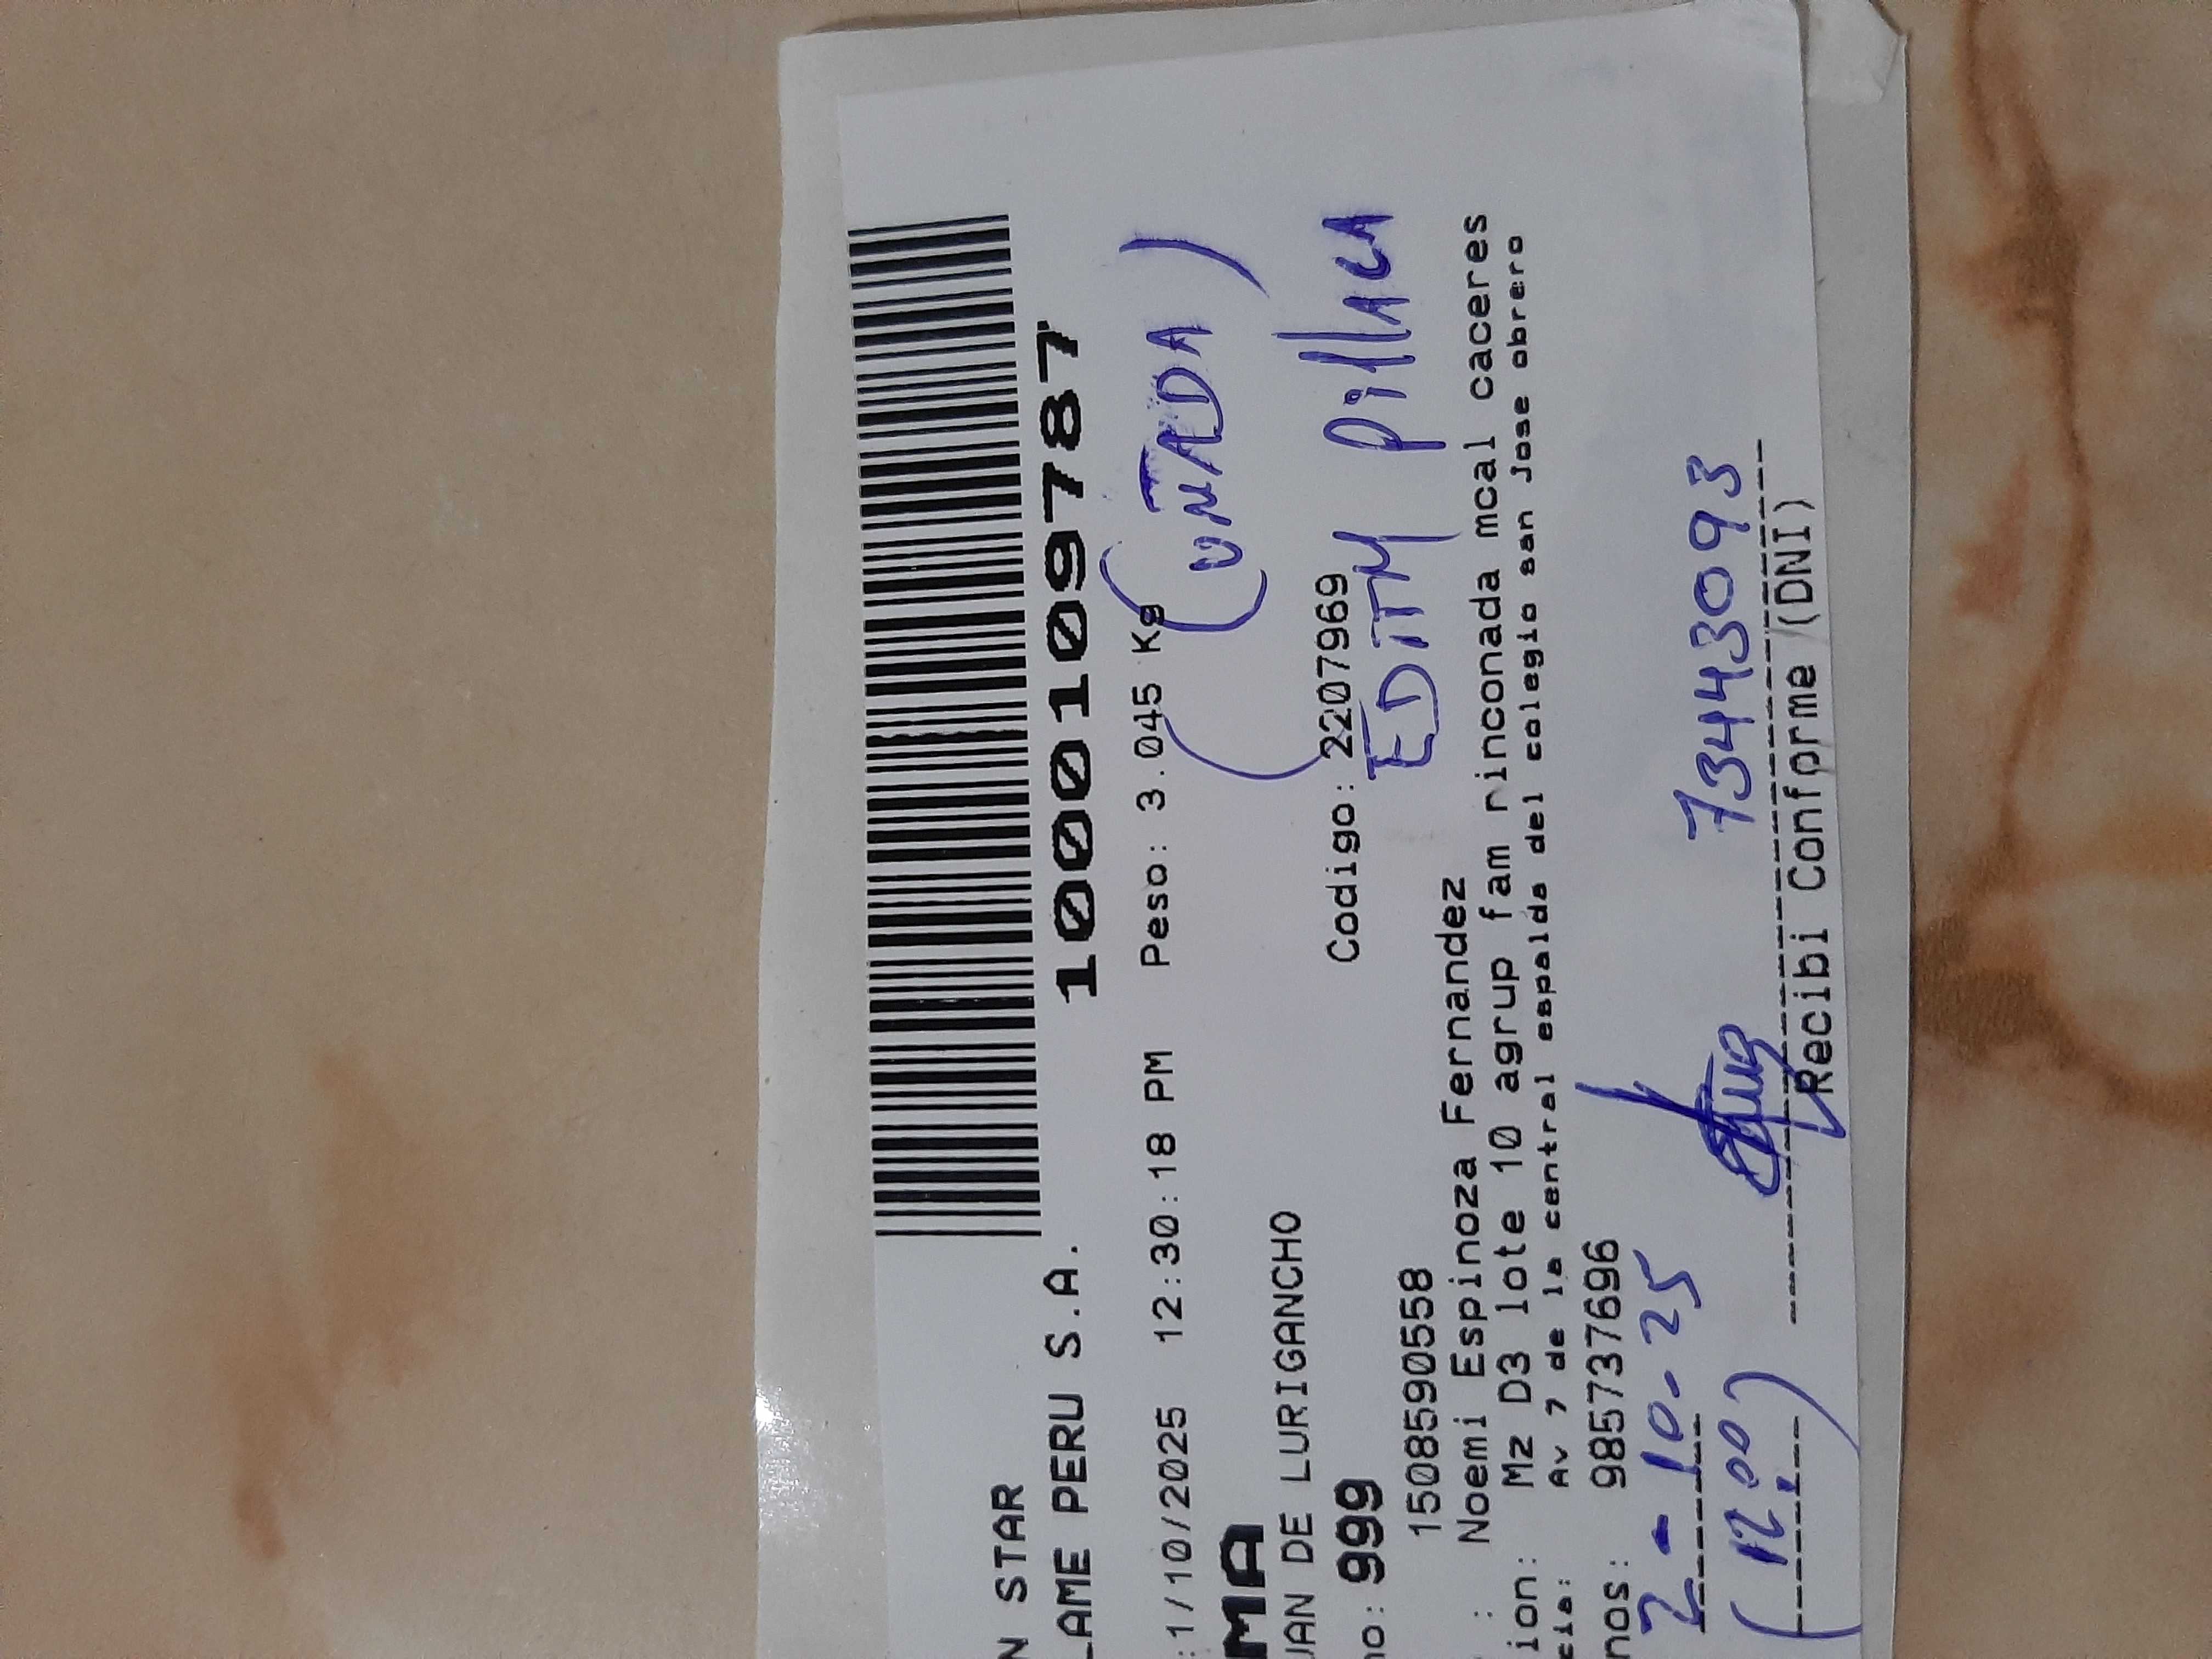 N STAR
LAME PERU S.A. 1000109787
:1/10/2025 12:30:18 PM Peso: 3.045 Kg
(UÑADA)
MA
UAN DE LURIGANCHO
no: 999 Codigo: 2207969
EDITH Pillaca
1508590558
: Noemi Espinoza Fernandez
ion: Mz D3 lote 10 agrup fam rinconada mcal caceres
cia: Av 7 de la central espalda del colegio san Jose obrero
nos: 985737696
2-10-25
(12:00) 73443093
Recibi Conforme (DNI)